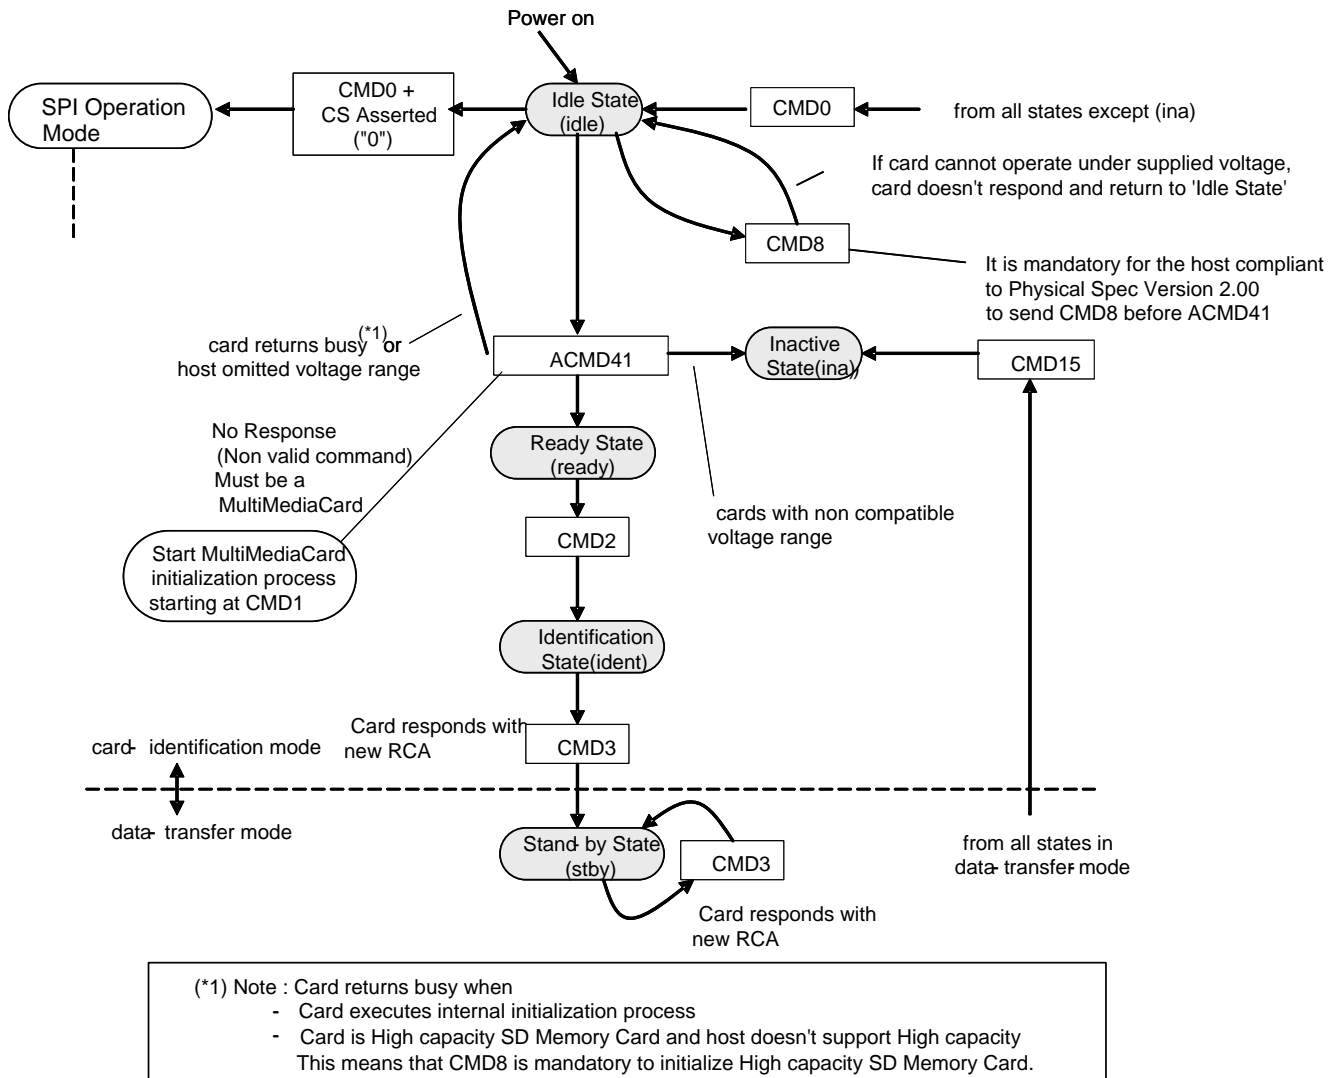 Power on
SPI Operation
Mode
CMD0 +
CS Asserted
("0")
Idle State
(idle)
CMD0
from all states except (ina)
If card cannot operate under supplied voltage,
card doesn't respond and return to 'Idle State'
CMD8
It is mandatory for the host compliant
to Physical Spec Version 2.00
to send CMD8 before ACMD41
card returns busy(*1) or
host omitted voltage range
ACMD41
Inactive
State(ina)
CMD15
No Response
(Non valid command)
Must be a
MultiMediaCard
Ready State
(ready)
cards with non compatible
voltage range
CMD2
Start MultiMediaCard
initialization process
starting at CMD1
Identification
State(ident)
Card responds with
new RCA
CMD3
card- identification mode
data- transfer mode
Stand- by State
(stby)
CMD3
Card responds with
new RCA
from all states in
data- transfer- mode
(*1) Note : Card returns busy when
- Card executes internal initialization process
- Card is High capacity SD Memory Card and host doesn't support High capacity
This means that CMD8 is mandatory to initialize High capacity SD Memory Card.